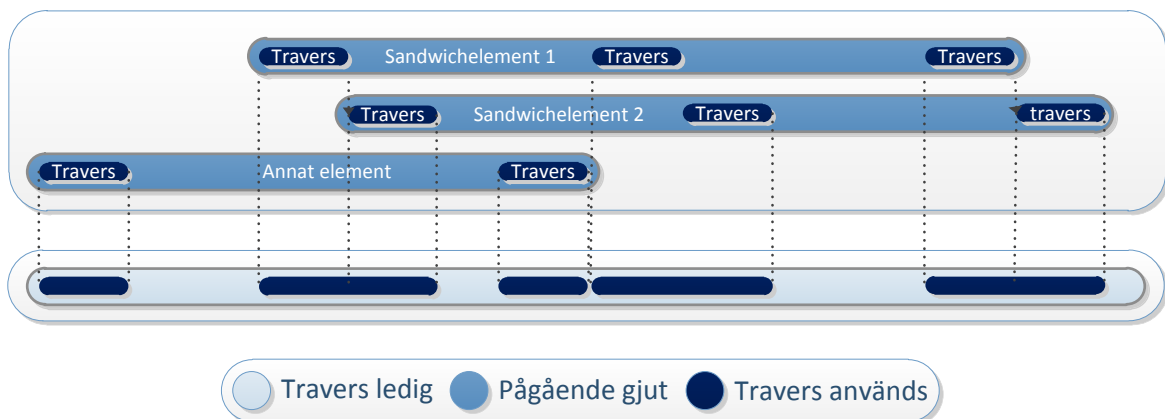 Travers Sandwichelement 1 Travers Travers
Travers Sandwichelement 2 Travers travers
Travers Annat element Travers
Travers ledig Pågående gjut Travers används